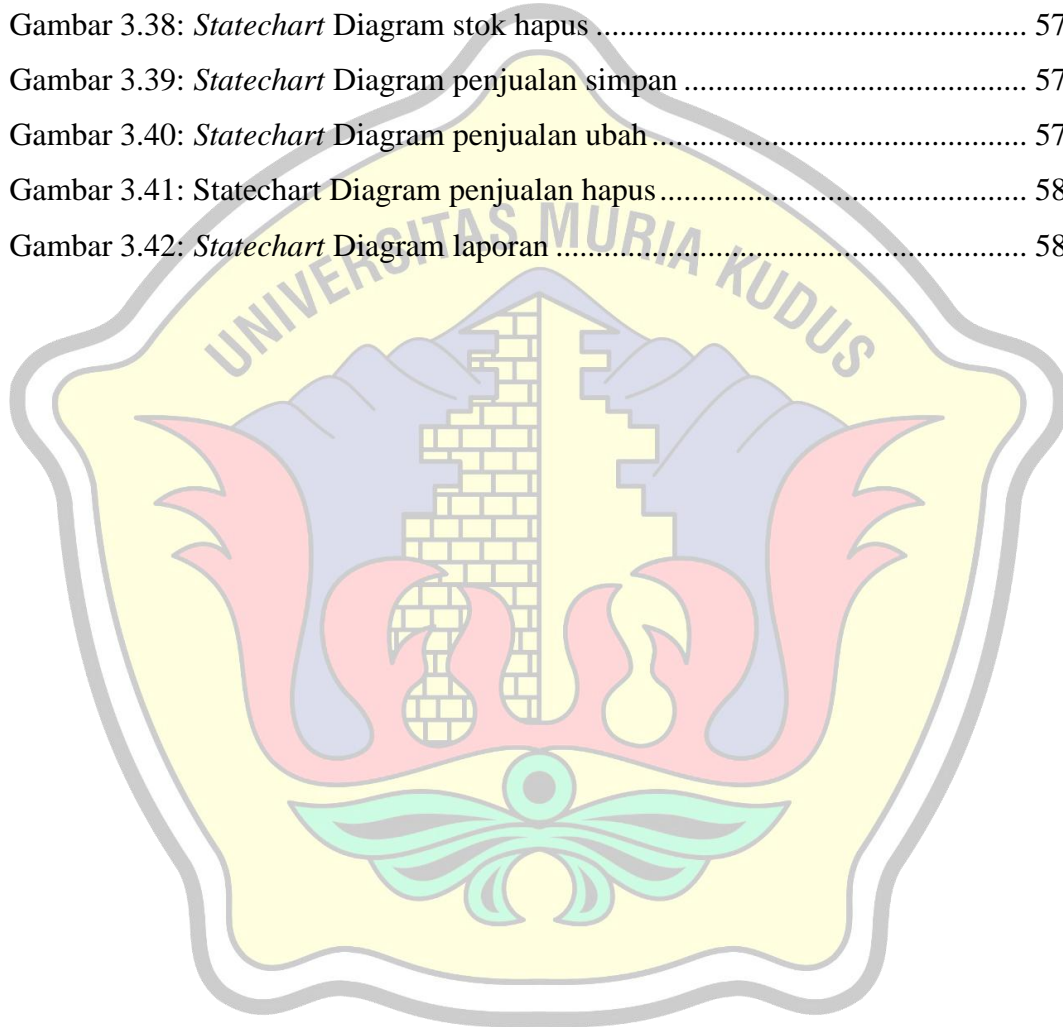 Gambar 3.38: Statechart Diagram stok hapus ........................................................ 57
Gambar 3.39: Statechart Diagram penjualan simpan ............................................. 57
Gambar 3.40: Statechart Diagram penjualan ubah ................................................. 57
Gambar 3.41: Statechart Diagram penjualan hapus ................................................ 58
Gambar 3.42: Statechart Diagram laporan ............................................................. 58
UNIVERSITAS MURIA KUDUS